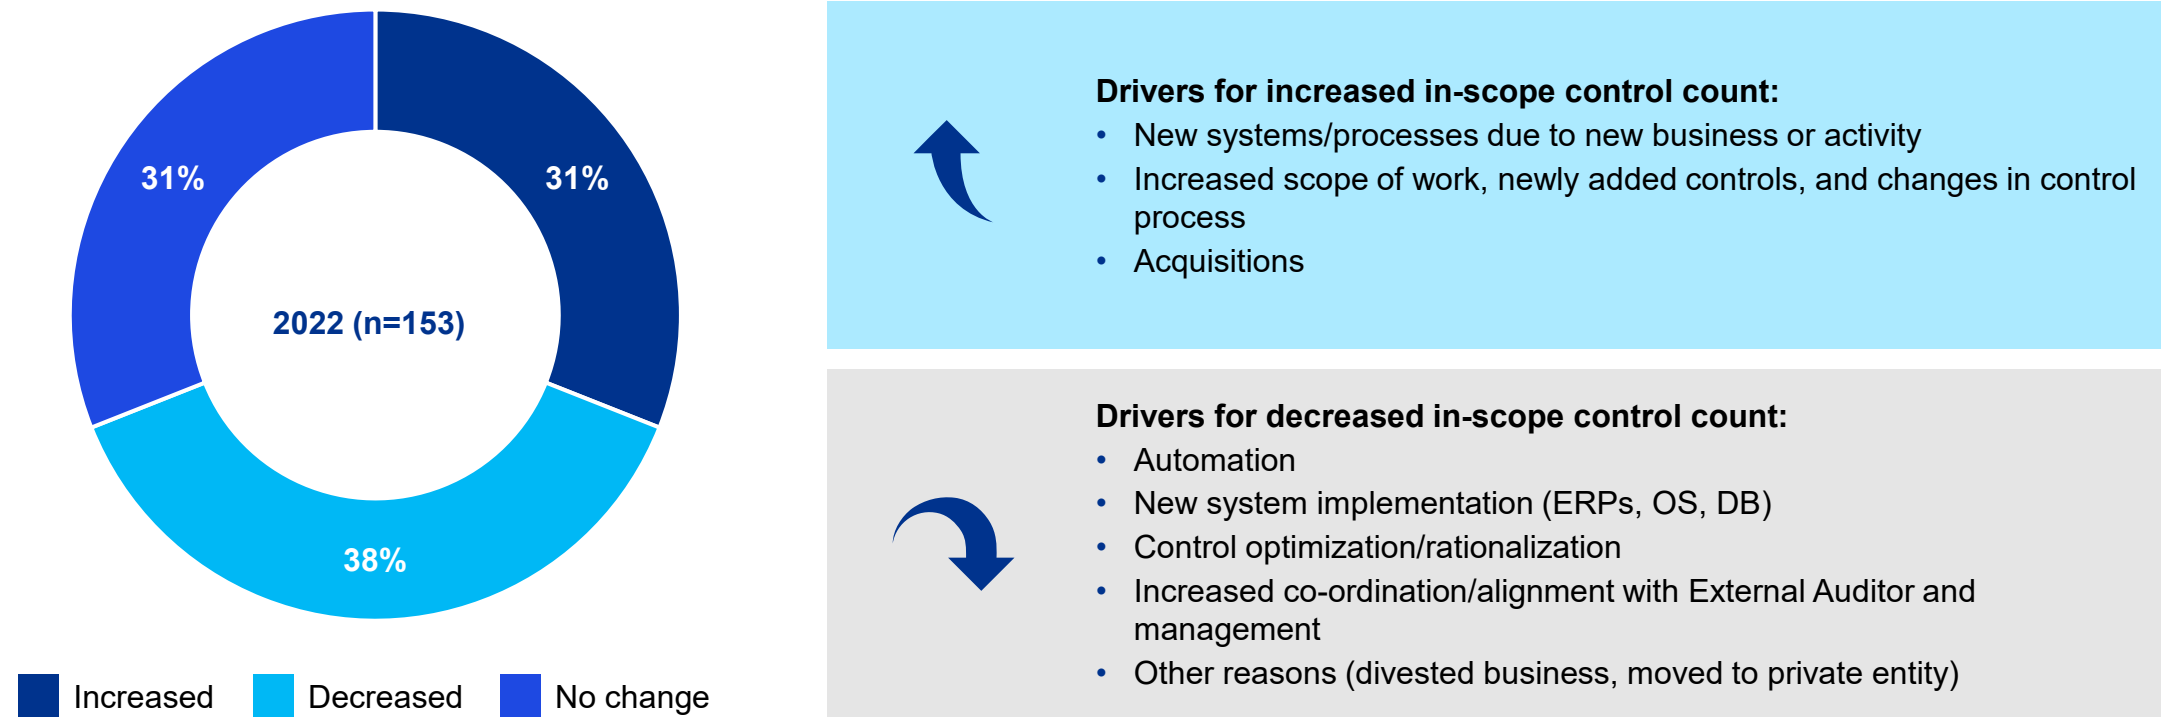 31%
31%
2022 (n=153)
38%
Increased
Decreased
No change
Drivers for increased in-scope control count:
• New systems/processes due to new business or activity
• Increased scope of work, newly added controls, and changes in control
process
• Acquisitions
Drivers for decreased in-scope control count:
• Automation
• New system implementation (ERPs, OS, DB)
• Control optimization/rationalization
• Increased co-ordination/alignment with External Auditor and
management
• Other reasons (divested business, moved to private entity)